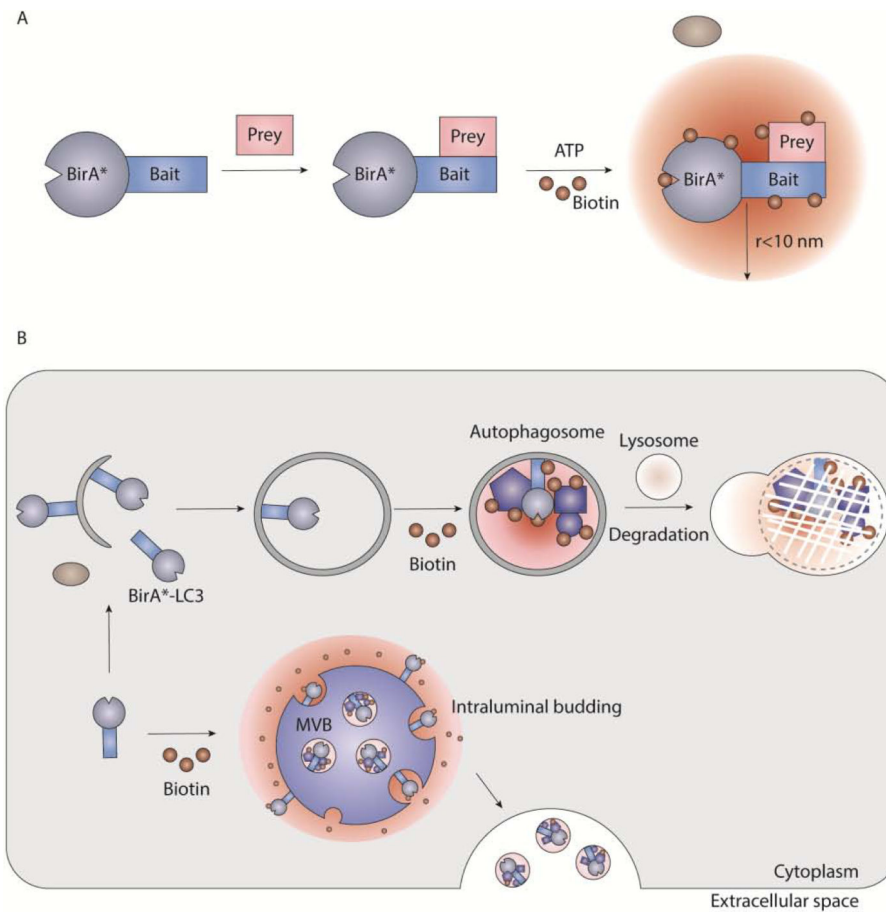 A
BirA*
Bait
Prey
BirA*
Prey
Bait
ATP
Biotin
BirA*
Prey
Bait
r<10 nm
B
BirA*-LC3
Biotin
Autophagosome
Lysosome
Degradation
Biotin
MVB
Intraluminal budding
Cytoplasm
Extracellular space